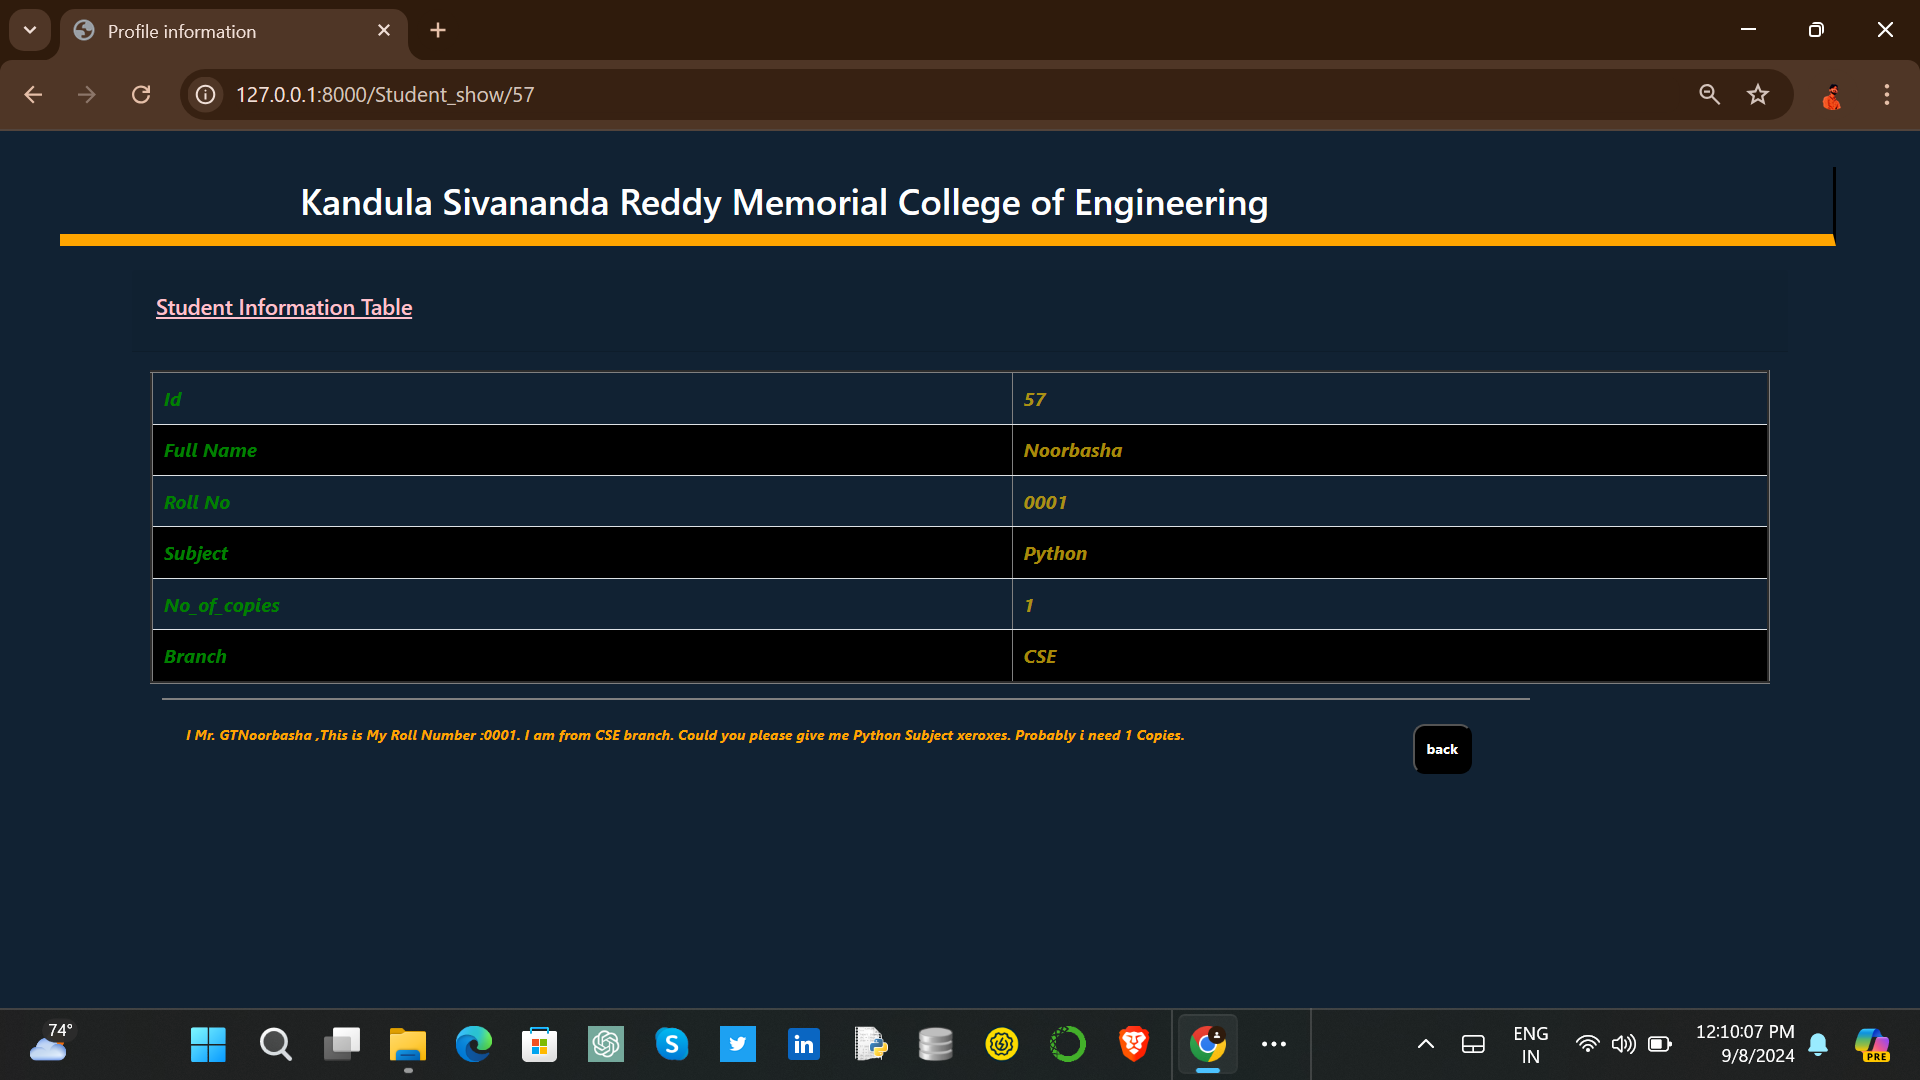 Profile information
127.0.0.1:8000/Student_show/57
Kandula Sivananda Reddy Memorial College of Engineering
Student Information Table
Id 57
Full Name Noorbasha
Roll No 0001
Subject Python
No_of_copies 1
Branch CSE
I Mr. GTNoorbasha ,This is My Roll Number :0001. I am from CSE branch. Could you please give me Python Subject xeroxes. Probably i need 1 Copies.
back
74°
S
in
ENG
IN
12:10:07 PM
9/8/2024
PRE